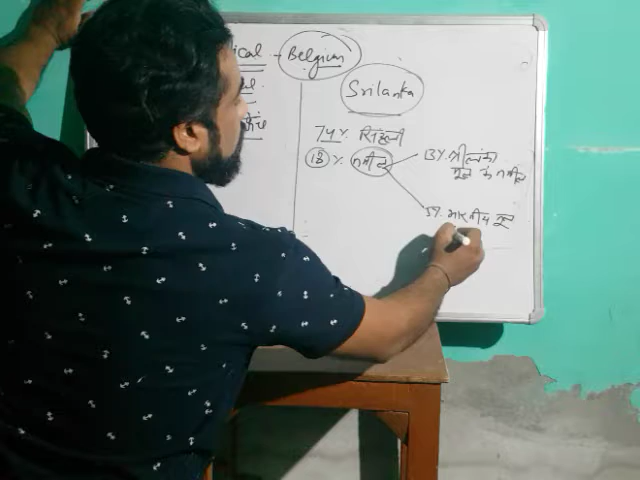 ical - Belgium
Srilanka
74% सिंहली
18 % तमिल
13% श्रीलंका
मूल के तमिल
5% भारतीय मूल